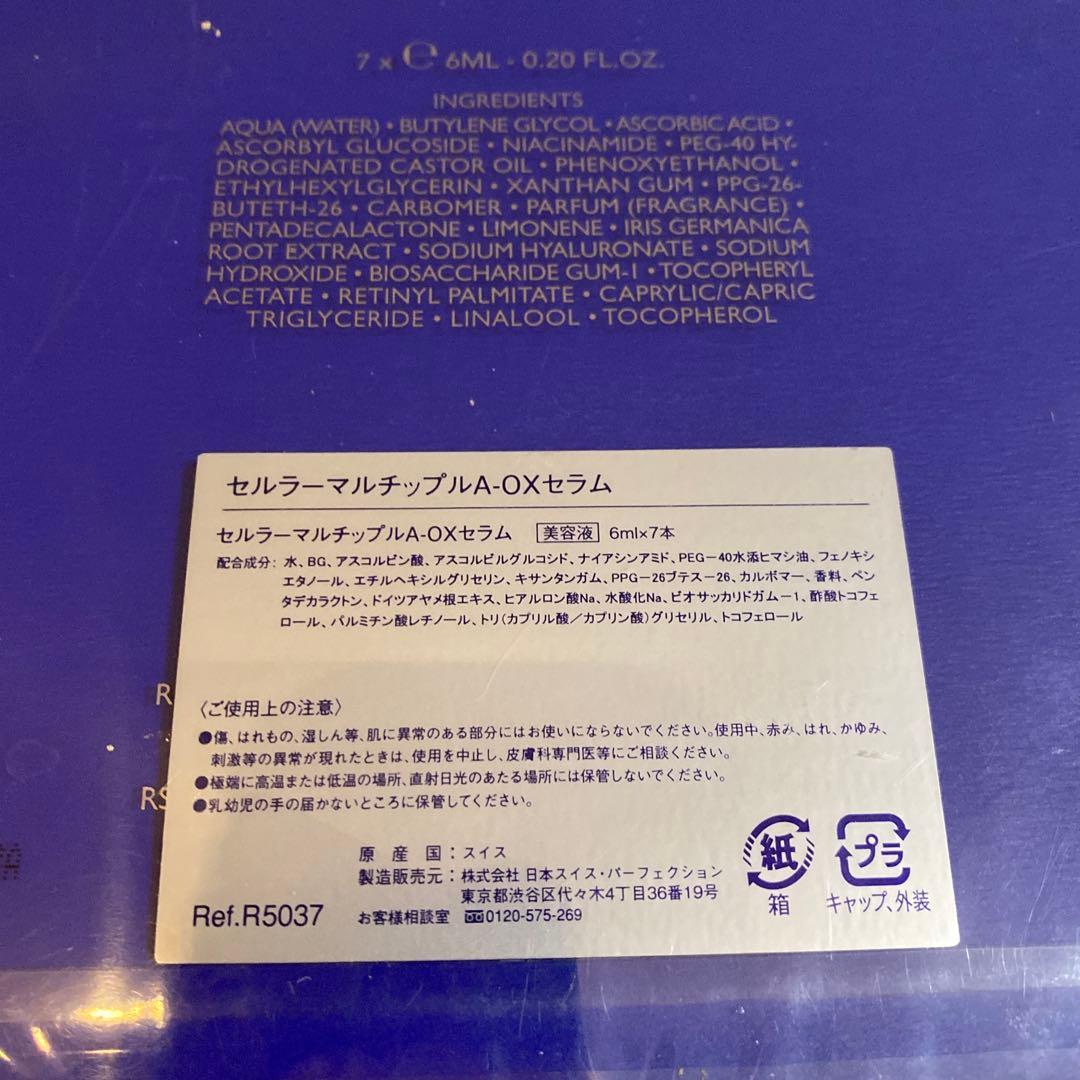 7 x ℮ 6ML - 0.20 FL.OZ.
INGREDIENTS
AQUA (WATER) • BUTYLENE GLYCOL • ASCORBIC ACID •
ASCORBYL GLUCOSIDE • NIACINAMIDE • PEG-40 HY-
DROGENATED CASTOR OIL • PHENOXYETHANOL •
ETHYLHEXYLGLYCERIN • XANTHAN GUM • PPG-26-
BUTETH-26 • CARBOMER • PARFUM (FRAGRANCE) •
PENTADECALACTONE • LIMONENE • IRIS GERMANICA
ROOT EXTRACT • SODIUM HYALURONATE • SODIUM
HYDROXIDE • BIOSACCHARIDE GUM-1 • TOCOPHERYL
ACETATE • RETINYL PALMITATE • CAPRYLIC/CAPRIC
TRIGLYCERIDE • LINALOOL • TOCOPHEROL
セルラーマルチップルA-OXセラム
セルラーマルチップルA-OXセラム 美容液 6ml×7本
配合成分: 水、BG、アスコルビン酸、アスコルビルグルコシド、ナイアシンアミド、PEG-40水添ヒマシ油、フェノキシ
エタノール、エチルヘキシルグリセリン、キサンタンガム、PPG-26ブテス-26、カルボマー、香料、ペン
タデカラクトン、ドイツアヤメ根エキス、ヒアルロン酸Na、水酸化Na、ビオサッカリドガム-1、酢酸トコフェ
ロール、パルミチン酸レチノール、トリ(カプリル酸/カプリン酸)グリセリル、トコフェロール
〈ご使用上の注意〉
●傷、はれもの、湿しん等、肌に異常のある部分にはお使いにならないでください。使用中、赤み、はれ、かゆみ、
刺激等の異常が現れたときは、使用を中止し、皮膚科専門医等にご相談ください。
●極端に高温または低温の場所、直射日光のあたる場所には保管しないでください。
●乳幼児の手の届かないところに保管してください。
原産国:スイス
製造販売元:株式会社 日本スイス・パーフェクション
東京都渋谷区代々木4丁目36番19号
Ref.R5037 お客様相談室 0120-575-269
紙 プラ
箱 キャップ、外装
R
RS